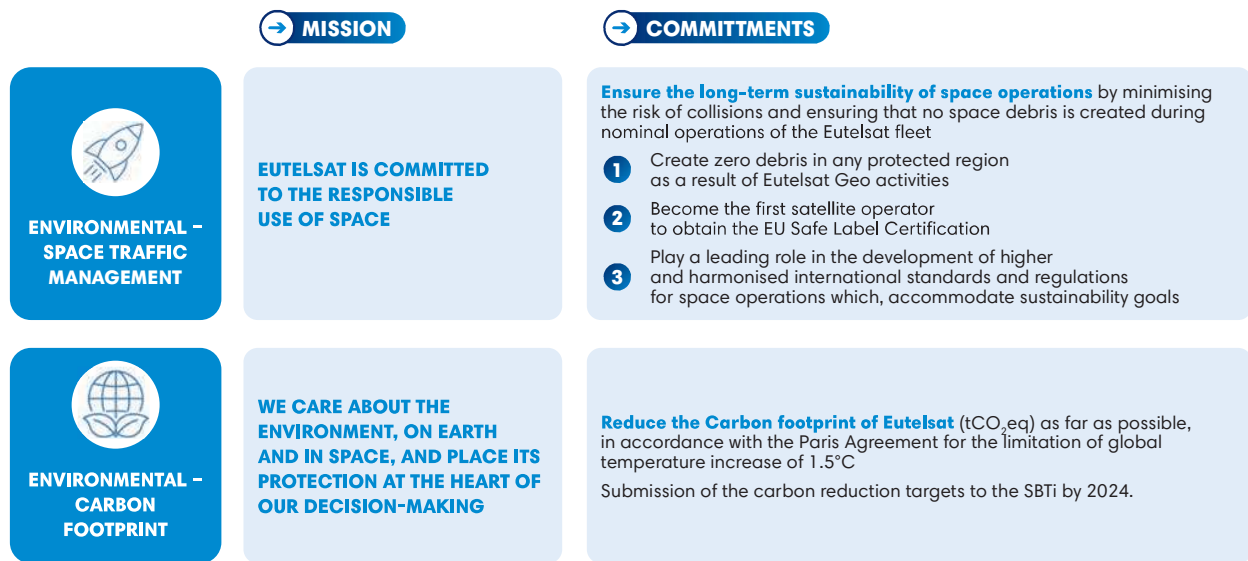 MISSION
COMMITTMENTS
ENVIRONMENTAL –
SPACE TRAFFIC
MANAGEMENT
EUTELSAT IS COMMITTED
TO THE RESPONSIBLE
USE OF SPACE
Ensure the long-term sustainability of space operations by minimising
the risk of collisions and ensuring that no space debris is created during
nominal operations of the Eutelsat fleet
1 Create zero debris in any protected region
as a result of Eutelsat Geo activities
2 Become the first satellite operator
to obtain the EU Safe Label Certification
3 Play a leading role in the development of higher
and harmonised international standards and regulations
for space operations which, accommodate sustainability goals
ENVIRONMENTAL –
CARBON
FOOTPRINT
WE CARE ABOUT THE
ENVIRONMENT, ON EARTH
AND IN SPACE, AND PLACE ITS
PROTECTION AT THE HEART OF
OUR DECISION-MAKING
Reduce the Carbon footprint of Eutelsat (tCO₂eq) as far as possible,
in accordance with the Paris Agreement for the limitation of global
temperature increase of 1.5°C
Submission of the carbon reduction targets to the SBTi by 2024.